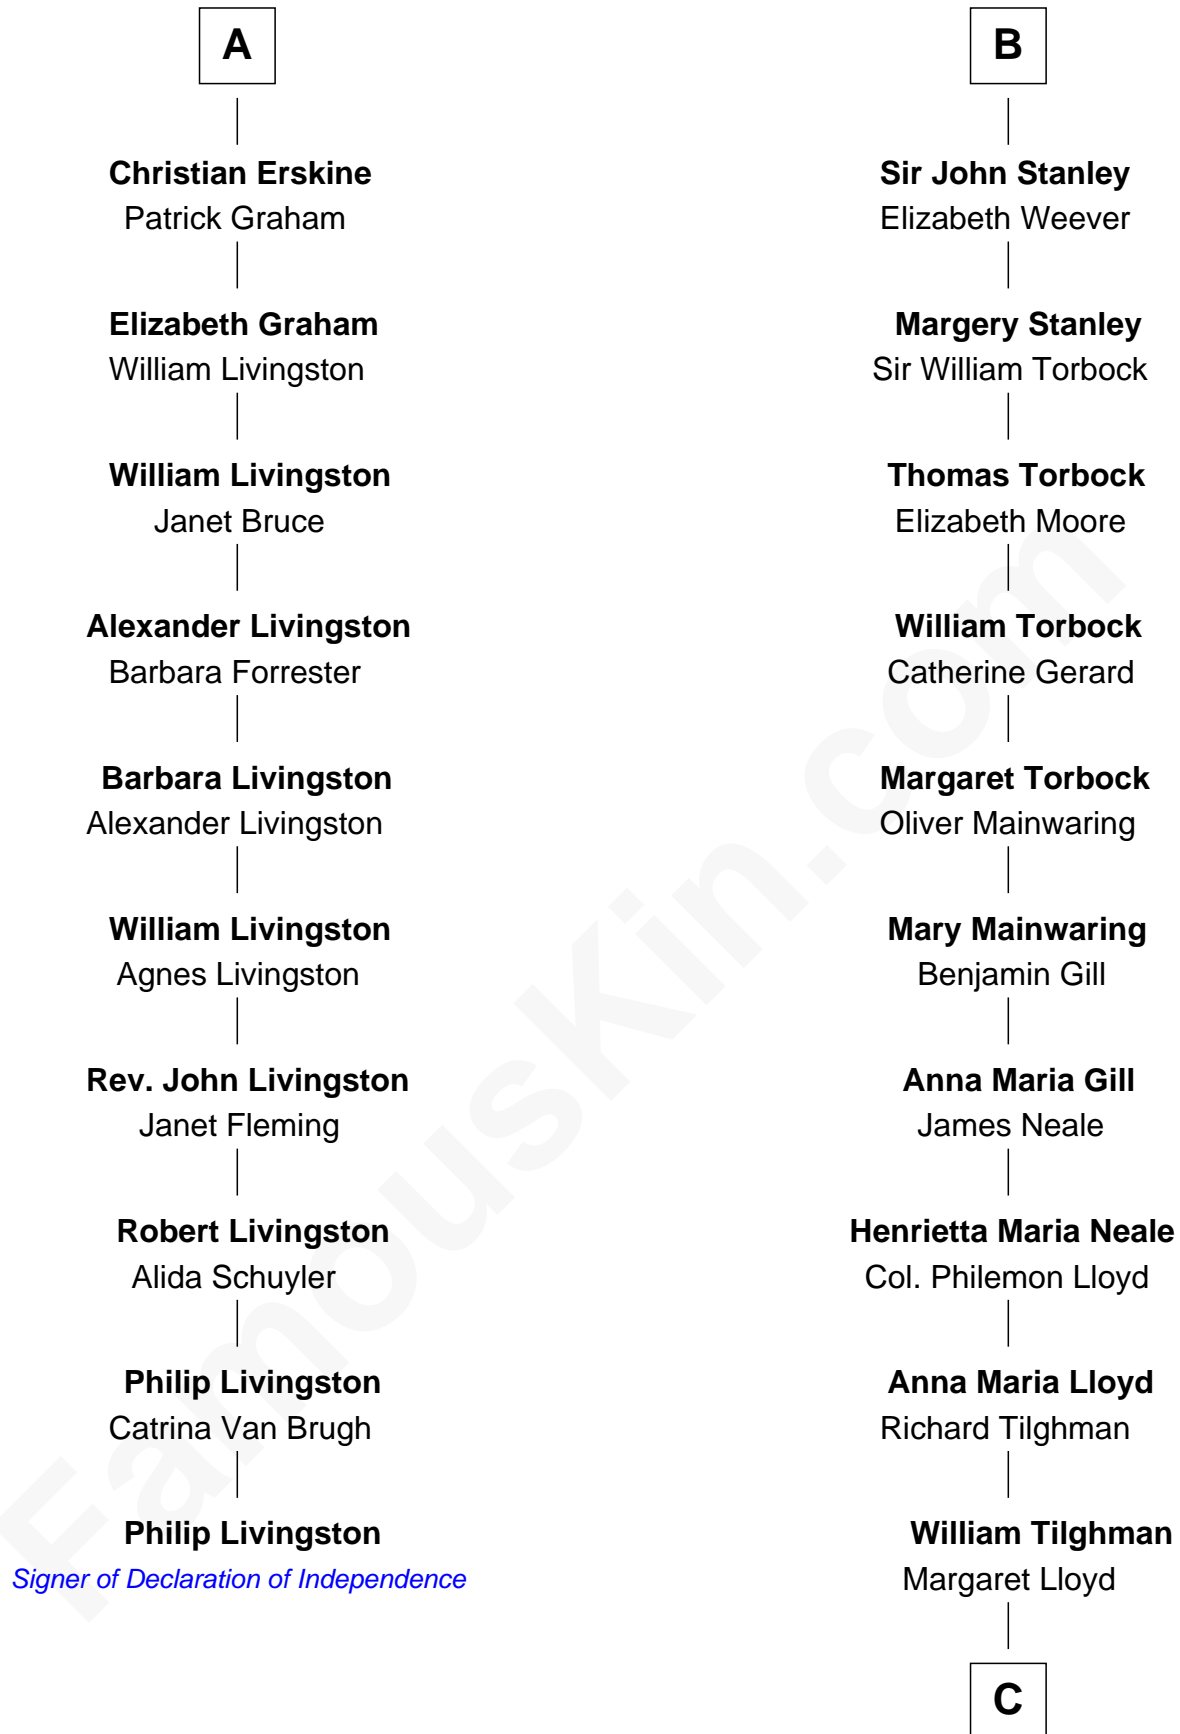 A
Christian Erskine
Patrick Graham
Elizabeth Graham
William Livingston
William Livingston
Janet Bruce
Alexander Livingston
Barbara Forrester
Barbara Livingston
Alexander Livingston
William Livingston
Agnes Livingston
Rev. John Livingston
Janet Fleming
Robert Livingston
Alida Schuyler
Philip Livingston
Catrina Van Brugh
Philip Livingston
Signer of Declaration of Independence
B
Sir John Stanley
Elizabeth Weever
Margery Stanley
Sir William Torbock
Thomas Torbock
Elizabeth Moore
William Torbock
Catherine Gerard
Margaret Torbock
Oliver Mainwaring
Mary Mainwaring
Benjamin Gill
Anna Maria Gill
James Neale
Henrietta Maria Neale
Col. Philemon Lloyd
Anna Maria Lloyd
Richard Tilghman
William Tilghman
Margaret Lloyd
C
FamousKin.com